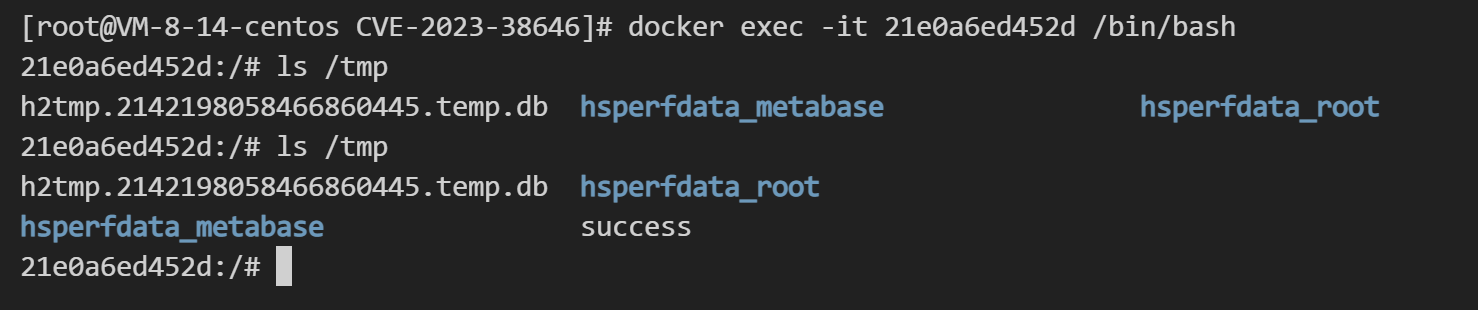 [root@VM-8-14-centos CVE-2023-38646]# docker exec -it 21e0a6ed452d /bin/bash
21e0a6ed452d:/# ls /tmp
h2tmp.2142198058466860445.temp.db  hsperfdata_metabase                hsperfdata_root
21e0a6ed452d:/# ls /tmp
h2tmp.2142198058466860445.temp.db  hsperfdata_root
hsperfdata_metabase                success
21e0a6ed452d:/#